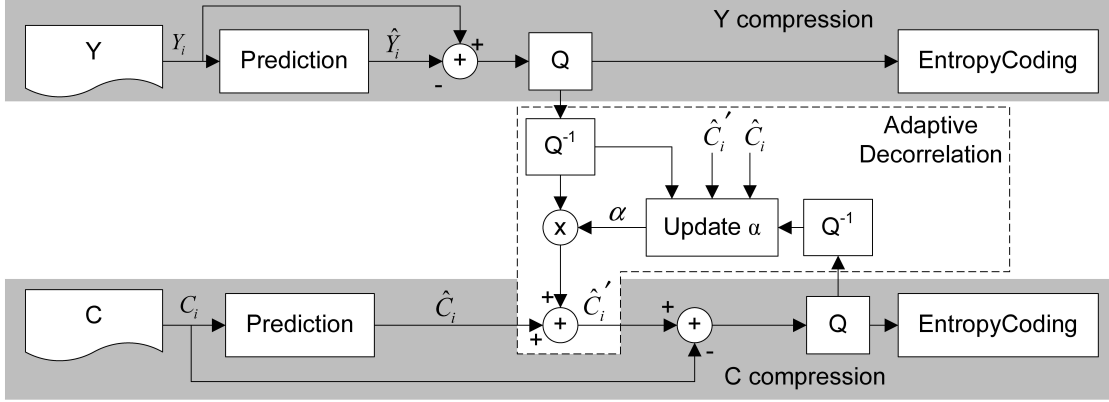 Y compression
Y
Y_i
Prediction
Ŷ_i
+
-
+
Q
EntropyCoding
Adaptive
Decorrelation
Q⁻¹
Ĉ_i′
Ĉ_i
x
α
Update α
Q⁻¹
C
C_i
Prediction
Ĉ_i
+
+
+
Ĉ_i′
+
+
-
Q
EntropyCoding
C compression